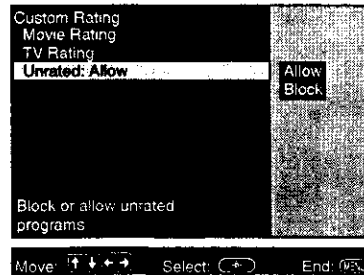 Custom Rating
Movie Rating
TV Rating
Unrated: Allow
Allow
Block
Block or allow unrated
programs
Move: Select: End: